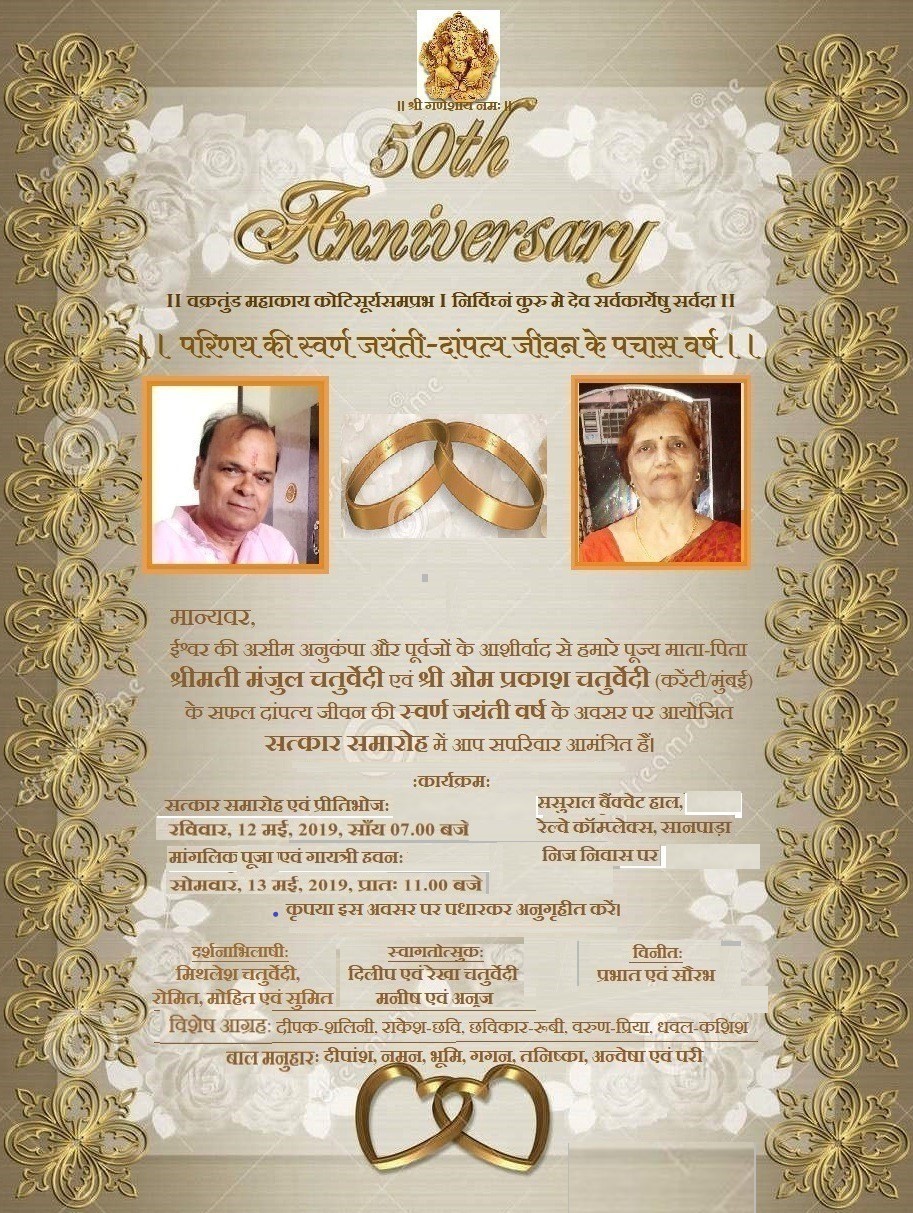 ॥ श्री गणेशाय नमः ॥
50th
Anniversary
II वक्रतुंड महाकाय कोटिसूर्यसमप्रभ I निर्विघ्नं कुरु मे देव सर्वकार्येषु सर्वदा II
।। परिणय की स्वर्ण जयंती-दांपत्य जीवन के पचास वर्ष ।।
मान्यवर,
ईश्वर की असीम अनुकंपा और पूर्वजों के आशीर्वाद से हमारे पूज्य माता-पिता
श्रीमती मंजुल चतुर्वेदी एवं श्री ओम प्रकाश चतुर्वेदी (करेंटी/मुंबई)
के सफल दांपत्य जीवन की स्वर्ण जयंती वर्ष के अवसर पर आयोजित
सत्कार समारोह में आप सपरिवार आमंत्रित हैं।
:कार्यक्रम:
सत्कार समारोह एवं प्रीतिभोज:
रविवार, 12 मई, 2019, साँय 07.00 बजे
मांगलिक पूजा एवं गायत्री हवन:
सोमवार, 13 मई, 2019, प्रातः 11.00 बजे
ससुराल बैंक्वेट हाल,
रेल्वे कॉम्प्लेक्स, सानपाड़ा
निज निवास पर
कृपया इस अवसर पर पधारकर अनुगृहीत करें।
दर्शनाभिलाषी:
मिथलेश चतुर्वेदी,
रोमित, मोहित एवं सुमित
स्वागतोत्सुक:
दिलीप एवं रेखा चतुर्वेदी
मनीष एवं अनूज
विनीत:
प्रभात एवं सौरभ
विशेष आग्रह: दीपक-शलिनी, राकेश-छवि, छविकार-रूबी, वरुण-प्रिया, धवल-कशिश
बाल मनुहार: दीपांश, नमन, भूमि, गगन, तनिष्का, अन्वेषा एवं परी
dreamstime
dreamstime
dreamstime
dreamstime